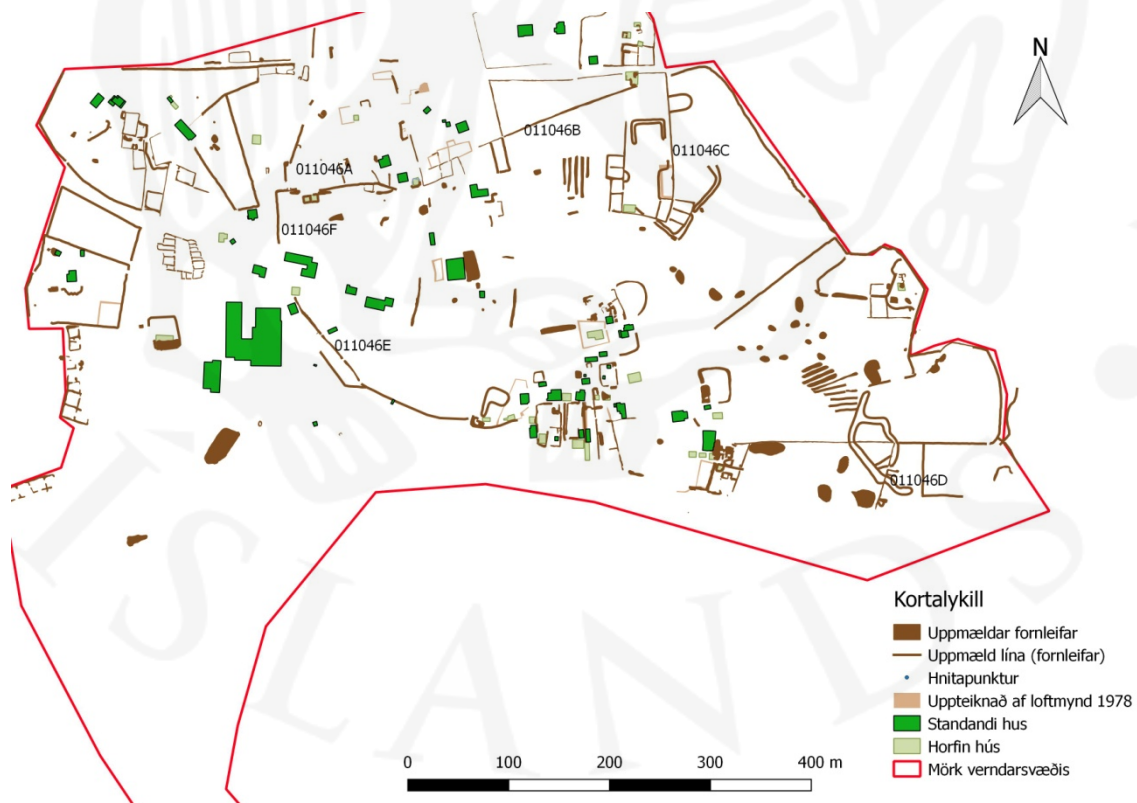 N
011046B
011046C
011046A
011046F
011046E
011046D
Kortalykill
Uppmældar fornleifar
Uppmæld lína (fornleifar)
Hnitapunktur
Uppteiknað af loftmynd 1978
Standandi hus
Horfin hús
Mörk verndarsvæðis
0 100 200 300 400 m
ÍSLANDS